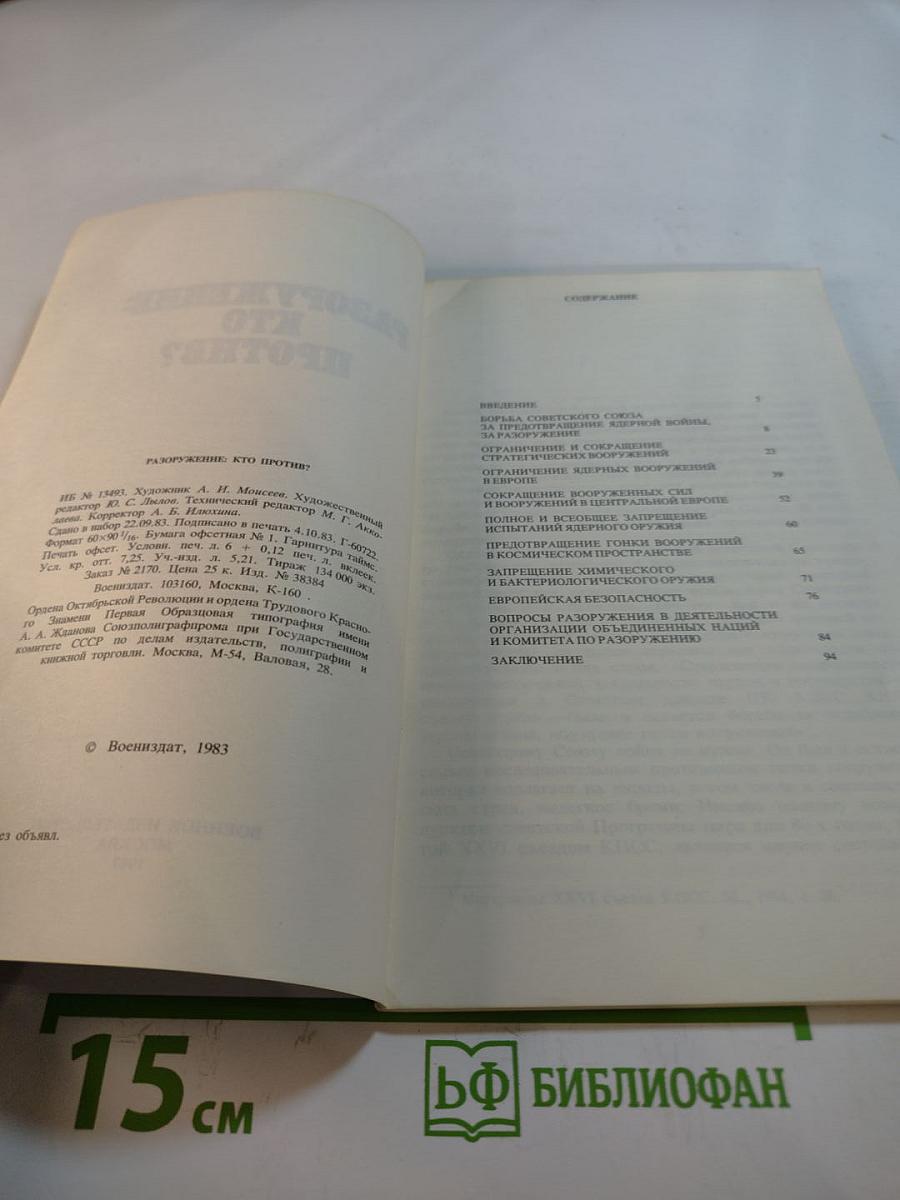 РАЗОРУЖЕНИЕ: КТО ПРОТИВ?
ИБ № 13493. Художник А. И. Моисеев. Художественный
редактор Ю. С. Лылов. Технический редактор М. Г. Акко-
лаева. Корректор А. Б. Илюхина.
Сдано в набор 22.09.83. Подписано в печать 4.10.83. Г-60722.
Формат 60×90 1/16. Бумага офсетная № 1. Гарнитура таймс.
Печать офсет. Условн. печ. л. 6 + 0,12 печ. л. вклеек.
Усл. кр. отт. 7,25. Уч.-изд. л. 5,21. Тираж 134 000 экз.
Заказ № 2170. Цена 25 к. Изд. № 38384
Воениздат. 103160, Москва, К-160.
Ордена Октябрьской Революции и ордена Трудового Красно-
го Знамени Первая Образцовая типография имени
А. А. Жданова Союзполиграфпрома при Государственном
комитете СССР по делам издательств, полиграфии и
книжной торговли. Москва, М-54, Валовая, 28.
© Воениздат, 1983
ез объявл.
СОДЕРЖАНИЕ
ВВЕДЕНИЕ 5
БОРЬБА СОВЕТСКОГО СОЮЗА
ЗА ПРЕДОТВРАЩЕНИЕ ЯДЕРНОЙ ВОЙНЫ,
ЗА РАЗОРУЖЕНИЕ 8
ОГРАНИЧЕНИЕ И СОКРАЩЕНИЕ
СТРАТЕГИЧЕСКИХ ВООРУЖЕНИЙ 23
ОГРАНИЧЕНИЕ ЯДЕРНЫХ ВООРУЖЕНИЙ
В ЕВРОПЕ 39
СОКРАЩЕНИЕ ВООРУЖЕННЫХ СИЛ
И ВООРУЖЕНИЙ В ЦЕНТРАЛЬНОЙ ЕВРОПЕ 52
ПОЛНОЕ И ВСЕОБЩЕЕ ЗАПРЕЩЕНИЕ
ИСПЫТАНИЙ ЯДЕРНОГО ОРУЖИЯ 60
ПРЕДОТВРАЩЕНИЕ ГОНКИ ВООРУЖЕНИЙ
В КОСМИЧЕСКОМ ПРОСТРАНСТВЕ 65
ЗАПРЕЩЕНИЕ ХИМИЧЕСКОГО
И БАКТЕРИОЛОГИЧЕСКОГО ОРУЖИЯ 71
ЕВРОПЕЙСКАЯ БЕЗОПАСНОСТЬ 76
ВОПРОСЫ РАЗОРУЖЕНИЯ В ДЕЯТЕЛЬНОСТИ
ОРГАНИЗАЦИИ ОБЪЕДИНЕННЫХ НАЦИЙ
И КОМИТЕТА ПО РАЗОРУЖЕНИЮ 84
ЗАКЛЮЧЕНИЕ 94
15 СМ
БФ БИБЛИОФАН